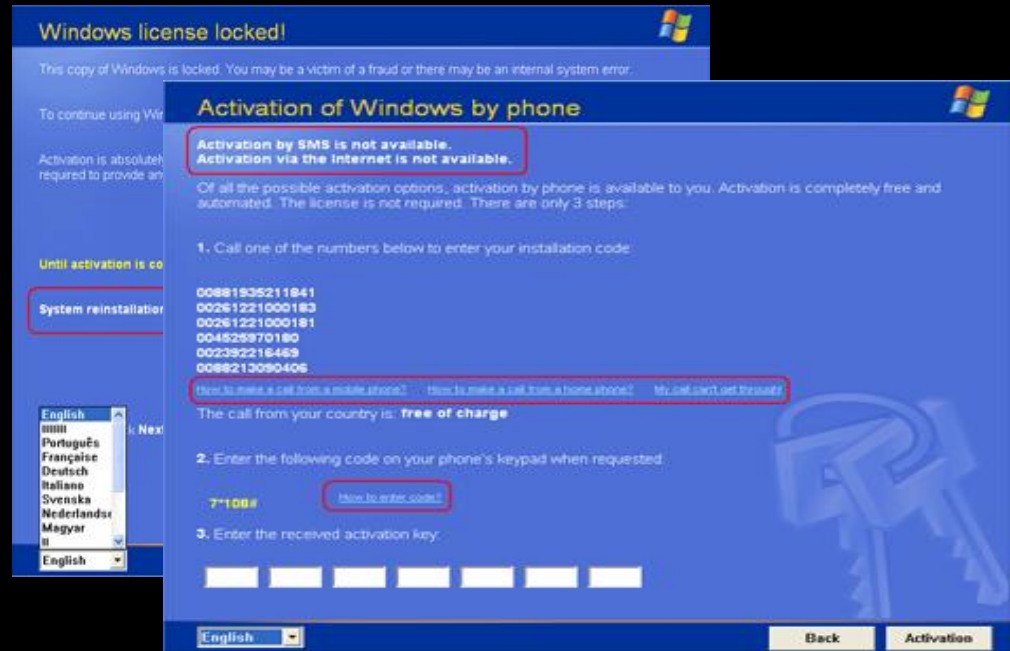 Windows license locked!
This copy of Windows is locked. You may be a victim of a fraud or there may be an internal system error.
To continue using Wi
Activation is absolutely
required to provide an
Until activation is co
System reinstallation
English
Português
Française
Deutsch
Italiano
Svenska
Nederlandse
Magyar
k Next
English
Activation of Windows by phone
Activation by SMS is not available.
Activation via the Internet is not available.
Of all the possible activation options, activation by phone is available to you. Activation is completely free and
automated. The license is not required. There are only 3 steps:
1. Call one of the numbers below to enter your installation code:
00881935211841
00261221000183
00261221000181
004525970180
002392216469
0088213090406
How to make a call from a mobile phone? How to make a call from a home phone? My call can't get through!
The call from your country is: free of charge
2. Enter the following code on your phone's keypad when requested:
7*108# How to enter code?
3. Enter the received activation key:
English
Back
Activation